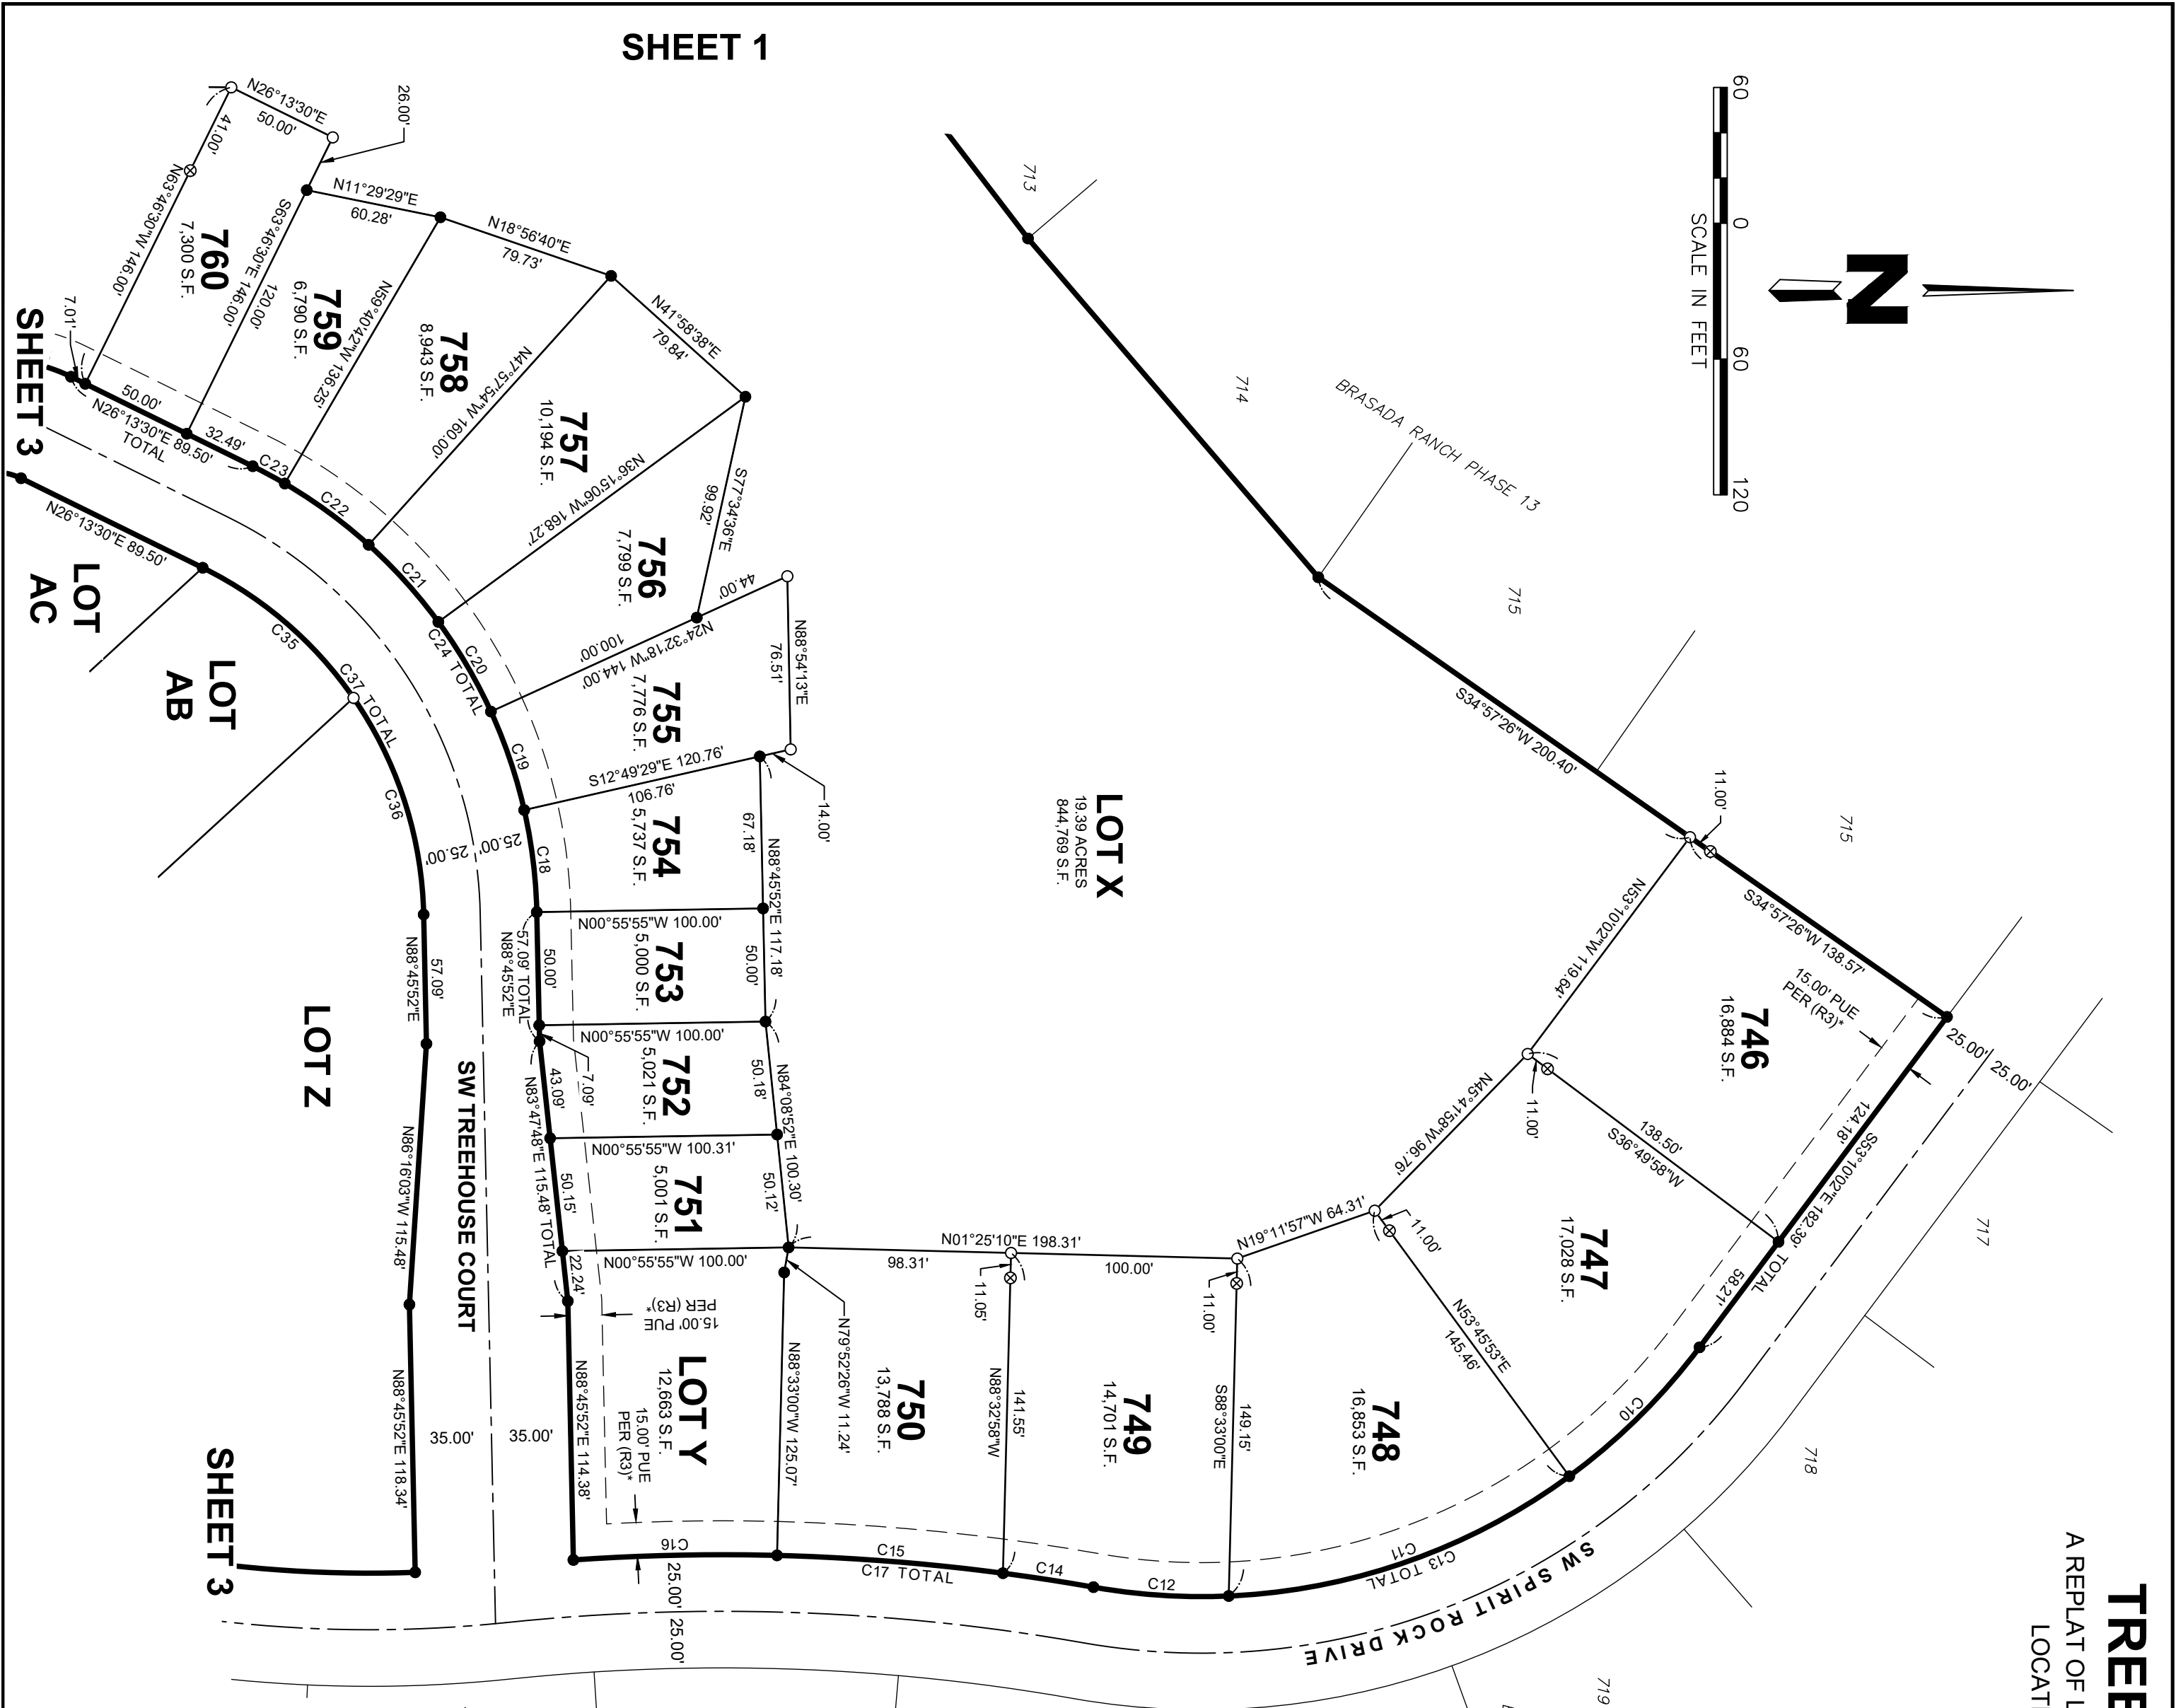 SHEET 1
60
0
60
120
SCALE IN FEET
N
TREE
A REPLAT OF L
LOCAT
BRASADA RANCH PHASE 13
713
714
715
715
717
718
719
S34°57'26"W 200.40'
11.00'
S34°57'26"W 138.57'
25.00'
25.00'
15.00' PUE
PER (R3)*
746
16,884 S.F.
N53°10'02"W 119.64'
11.00'
138.50'
S36°49'58"W
124.18'
S53°10'02"E 182.39'
TOTAL
58.21'
747
17,028 S.F.
N45°41'58"W 96.76'
11.00'
N53°45'53"E
145.46'
C10
748
16,853 S.F.
N19°11'57"W 64.31'
11.00'
S88°33'00"E
149.15'
C11
C13 TOTAL
SW SPIRIT ROCK DRIVE
749
14,701 S.F.
N01°25'10"E 198.31'
100.00'
98.31'
11.05'
N88°32'58"W
141.55'
C12
C14
750
13,788 S.F.
N79°52'26"W 11.24'
N88°33'00"W 125.07'
C15
C17 TOTAL
C16
25.00'
25.00'
LOT Y
12,663 S.F.
15.00' PUE
PER (R3)*
15.00' PUE
PER (R3)*
N88°45'52"E 114.38'
22.24'
LOT X
19.39 ACRES
844,769 S.F.
751
5,001 S.F.
N00°55'55"W 100.00'
N84°08'52"E 100.30'
50.12'
50.15'
N83°47'48"E 115.48' TOTAL
752
5,021 S.F.
N00°55'55"W 100.31'
50.18'
43.09'
7.09'
753
5,000 S.F.
N00°55'55"W 100.00'
50.00'
50.00'
57.09' TOTAL
N88°45'52"E
754
5,737 S.F.
N00°55'55"W 100.00'
N88°45'52"E 117.18'
67.18'
14.00'
C18
755
7,776 S.F.
S12°49'29"E 120.76'
106.76'
N88°54'13"E
76.51'
C19
756
7,799 S.F.
44.00'
N24°32'18"W 144.00'
100.00'
S77°34'36"E
99.92'
C20
C24 TOTAL
757
10,194 S.F.
N36°15'06"W 168.27'
N41°58'38"E
79.84'
C21
758
8,943 S.F.
N47°57'54"W 160.00'
N18°56'40"E
79.73'
C22
759
6,790 S.F.
N59°40'42"W 136.25'
N11°29'29"E
60.28'
C23
32.49'
760
7,300 S.F.
S63°46'30"E 146.00'
120.00'
26.00'
N26°13'30"E
50.00'
41.00'
N63°46'30"W 146.00'
7.01'
50.00'
N26°13'30"E 89.50'
TOTAL
SHEET 3
N26°13'30"E 89.50'
LOT
AC
C35
LOT
AB
C37 TOTAL
C36
25.00'
25.00'
57.09'
N88°45'52"E
LOT Z
SW TREEHOUSE COURT
N86°16'03"W 115.48'
N88°45'52"E 118.34'
35.00'
35.00'
SHEET 3